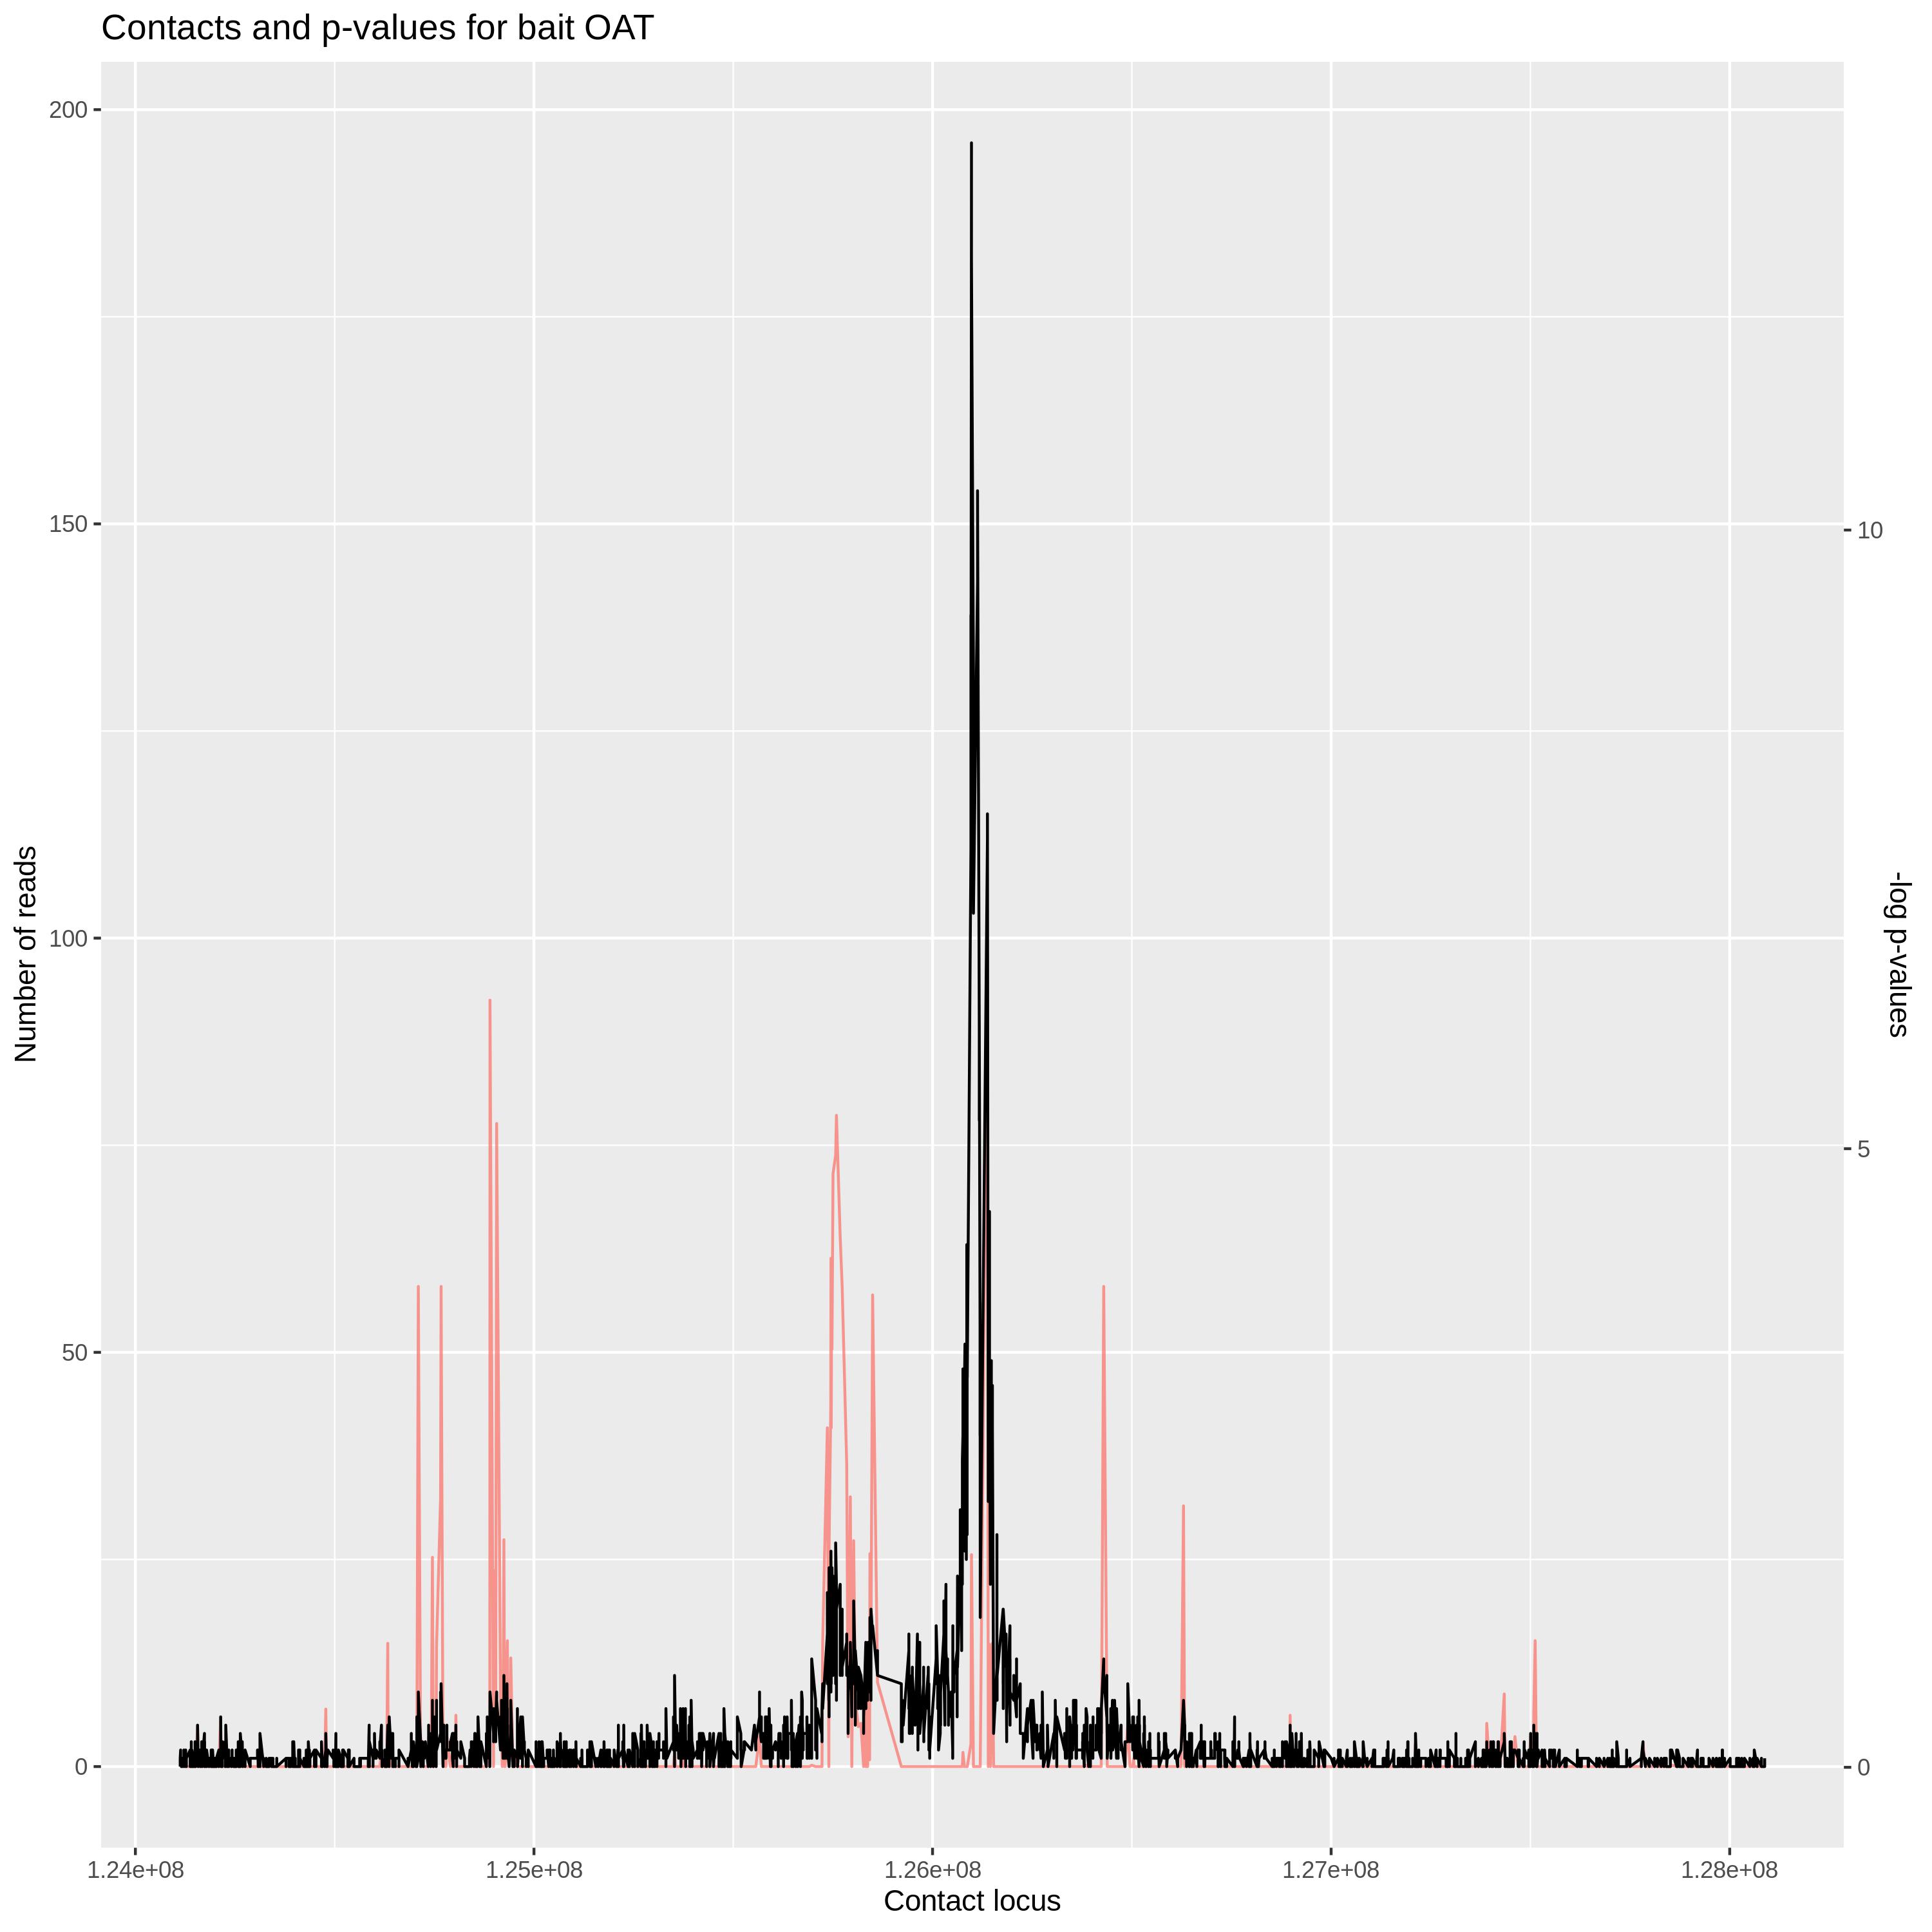 Contacts and p-values for bait OAT
200
150
100
50
0
Number of reads
10
5
0
-log p-values
1.24e+08 1.25e+08 1.26e+08 1.27e+08 1.28e+08
Contact locus